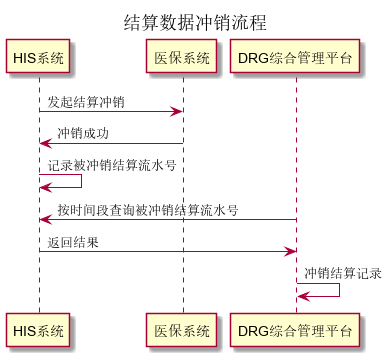 结算数据冲销流程
HIS系统 医保系统 DRG综合管理平台
发起结算冲销
冲销成功
记录被冲销结算流水号
按时间段查询被冲销结算流水号
返回结果
冲销结算记录
HIS系统 医保系统 DRG综合管理平台